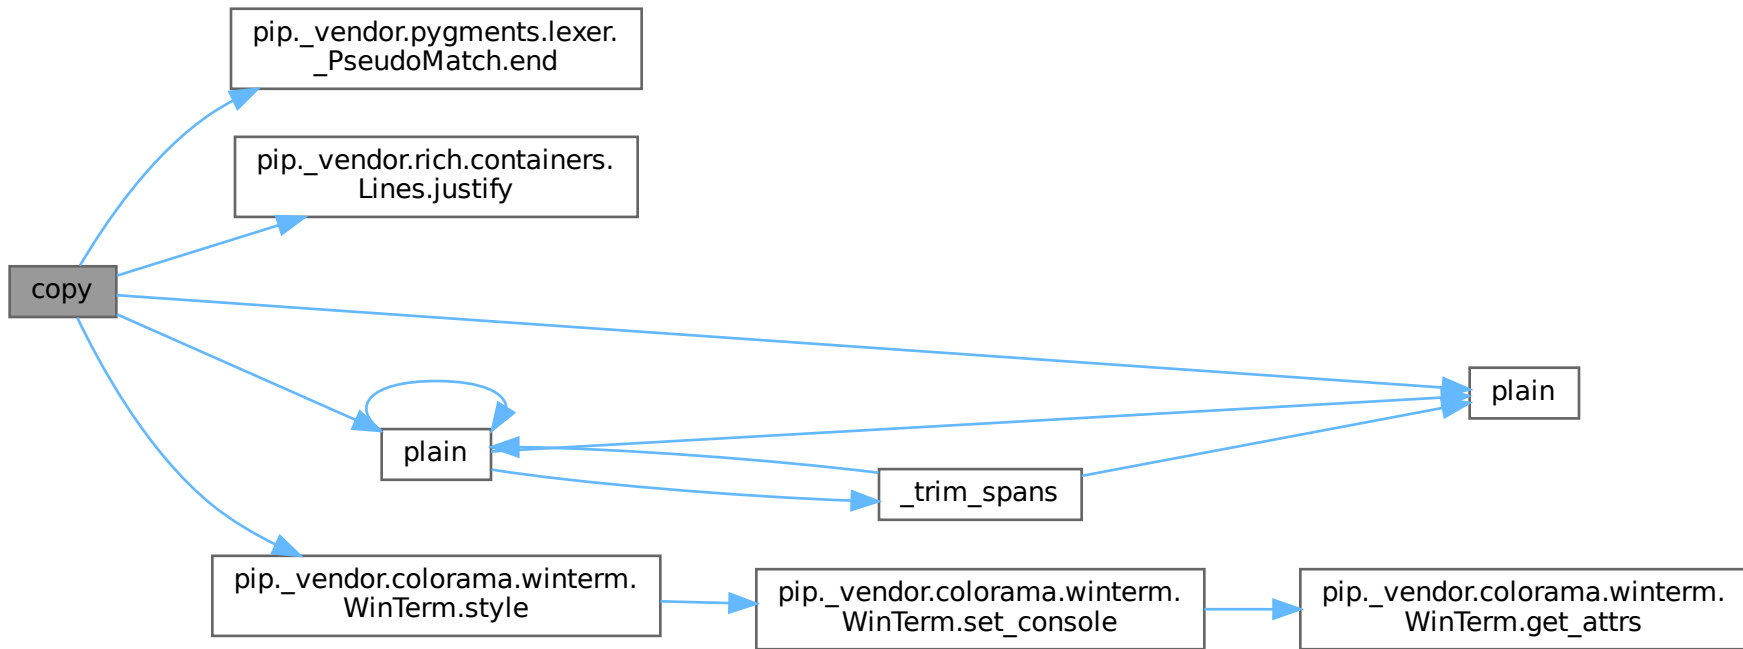 pip._vendor.pygments.lexer.
_PseudoMatch.end
pip._vendor.rich.containers.
Lines.justify
copy
plain
plain
_trim_spans
pip._vendor.colorama.winterm.
WinTerm.style
pip._vendor.colorama.winterm.
WinTerm.set_console
pip._vendor.colorama.winterm.
WinTerm.get_attrs